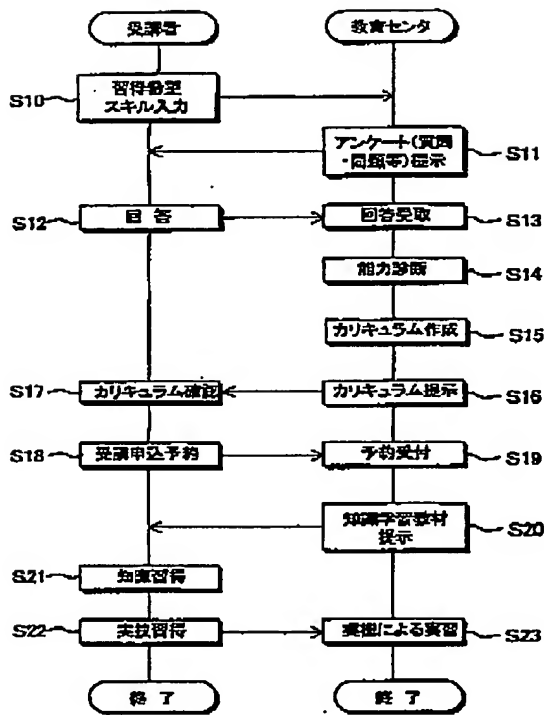 受講者
教育センタ
S10
習得希望
スキル入力
アンケート(質問
・問題等)提示
S11
S12
回答
回答受取
S13
能力診断
S14
カリキュラム作成
S15
S17
カリキュラム確認
カリキュラム提示
S16
S18
受講申込予約
予約受付
S19
知識学習教材
提示
S20
S21
知識習得
S22
実技習得
実機による実習
S23
終了
終了